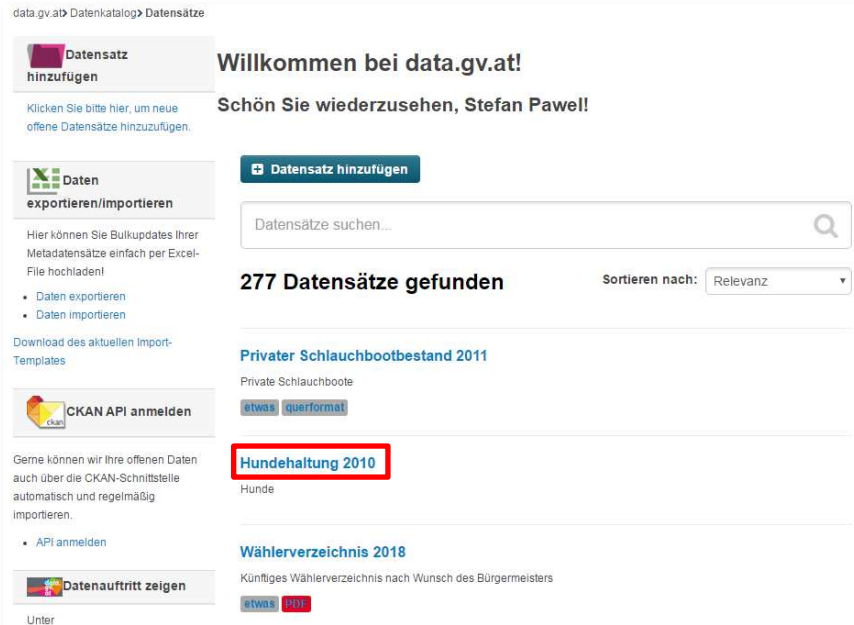 data.gv.at> Datenkatalog> Datensätze
Datensatz
hinzufügen
Klicken Sie bitte hier, um neue
offene Datensätze hinzuzufügen.
Daten
exportieren/importieren
Hier können Sie Bulkupdates Ihrer
Metadatensätze einfach per Excel-
File hochladen!
Daten exportieren
Daten importieren
Download des aktuellen Import-
Templates
ckan
CKAN API anmelden
Gerne können wir Ihre offenen Daten
auch über die CKAN-Schnittstelle
automatisch und regelmäßig
importieren.
API anmelden
Datenauftritt zeigen
Unter
Willkommen bei data.gv.at!
Schön Sie wiederzusehen, Stefan Pawel!
Datensatz hinzufügen
Datensätze suchen...
277 Datensätze gefunden
Sortieren nach: Relevanz
Privater Schlauchbootbestand 2011
Private Schlauchboote
etwas querformat
Hundehaltung 2010
Hunde
Wählerverzeichnis 2018
Künftiges Wählerverzeichnis nach Wunsch des Bürgermeisters
etwas PDF